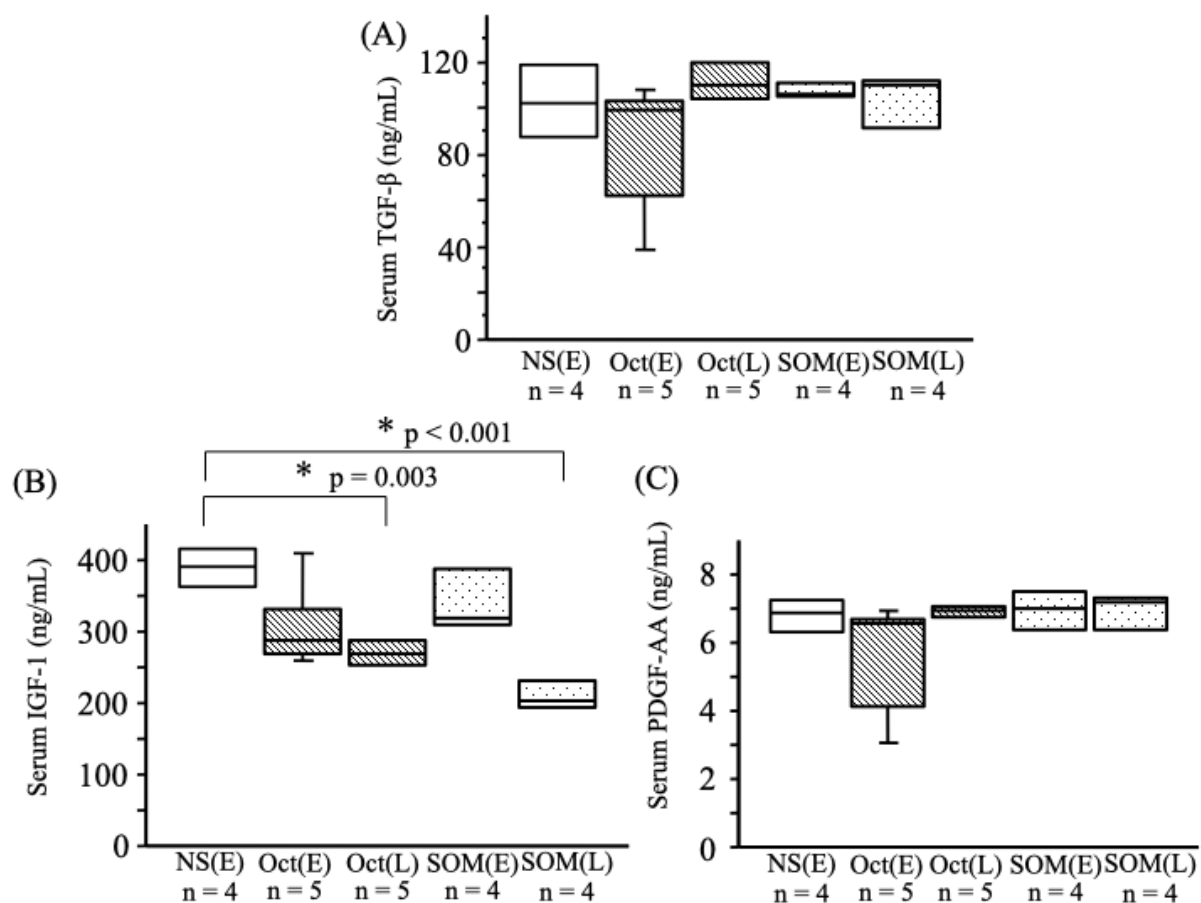 (A)
Serum TGF-β (ng/mL)
120
80
40
0
NS(E) Oct(E) Oct(L) SOM(E) SOM(L)
n = 4 n = 5 n = 5 n = 4 n = 4
* p < 0.001
* p = 0.003
(B)
Serum IGF-1 (ng/mL)
400
300
200
100
0
NS(E) Oct(E) Oct(L) SOM(E) SOM(L)
n = 4 n = 5 n = 5 n = 4 n = 4
(C)
Serum PDGF-AA (ng/mL)
8
6
4
2
0
NS(E) Oct(E) Oct(L) SOM(E) SOM(L)
n = 4 n = 5 n = 5 n = 4 n = 4